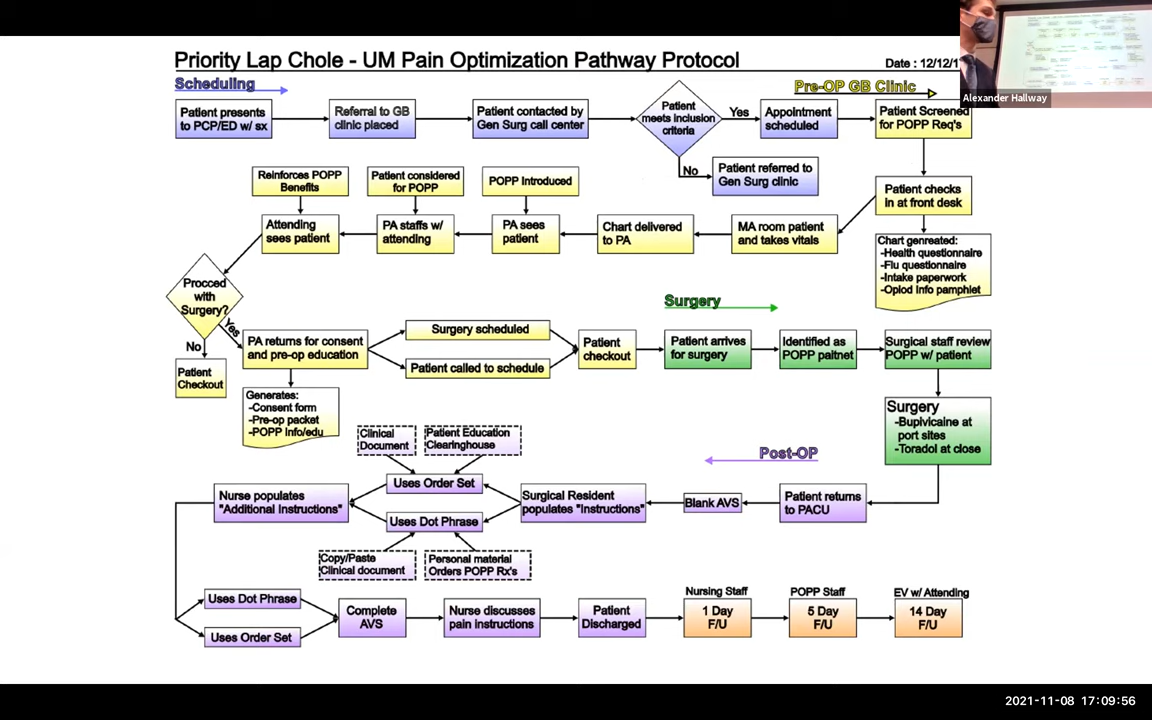 Priority Lap Chole - UM Pain Optimization Pathway Protocol
Date : 12/12/1
Alexander Hallway
Scheduling
Pre-OP GB Clinic
Patient presents
to PCP/ED w/ sx
Referral to GB
clinic placed
Patient contacted by
Gen Surg call center
Patient
meets inclusion
criteria
Yes
Appointment
scheduled
Patient Screened
for POPP Req's
No
Patient referred to
Gen Surg clinic
Reinforces POPP
Benefits
Patient considered
for POPP
POPP Introduced
Patient checks
in at front desk
Attending
sees patient
PA staffs w/
attending
PA sees
patient
Chart delivered
to PA
MA room patient
and takes vitals
Chart genreated:
-Health questionnaire
-Flu questionnaire
-Intake paperwork
-Opiod Info pamphlet
Procced
with
Surgery?
Yes
No
Patient
Checkout
Surgery
PA returns for consent
and pre-op education
Surgery scheduled
Patient called to schedule
Patient
checkout
Patient arrives
for surgery
Identified as
POPP paitnet
Surgical staff review
POPP w/ patient
Generates:
-Consent form
-Pre-op packet
-POPP Info/edu
Surgery
-Bupivicaine at
port sites
-Toradol at close
Clinical
Document
Patient Education
Clearinghouse
Post-OP
Nurse populates
"Additional Instructions"
Uses Order Set
Uses Dot Phrase
Surgical Resident
populates "Instructions"
Blank AVS
Patient returns
to PACU
Copy/Paste
Clinical document
Personal material
Orders POPP Rx's
Uses Dot Phrase
Uses Order Set
Complete
AVS
Nurse discusses
pain instructions
Patient
Discharged
Nursing Staff
1 Day
F/U
POPP Staff
5 Day
F/U
EV w/ Attending
14 Day
F/U
2021-11-08 17:09:56